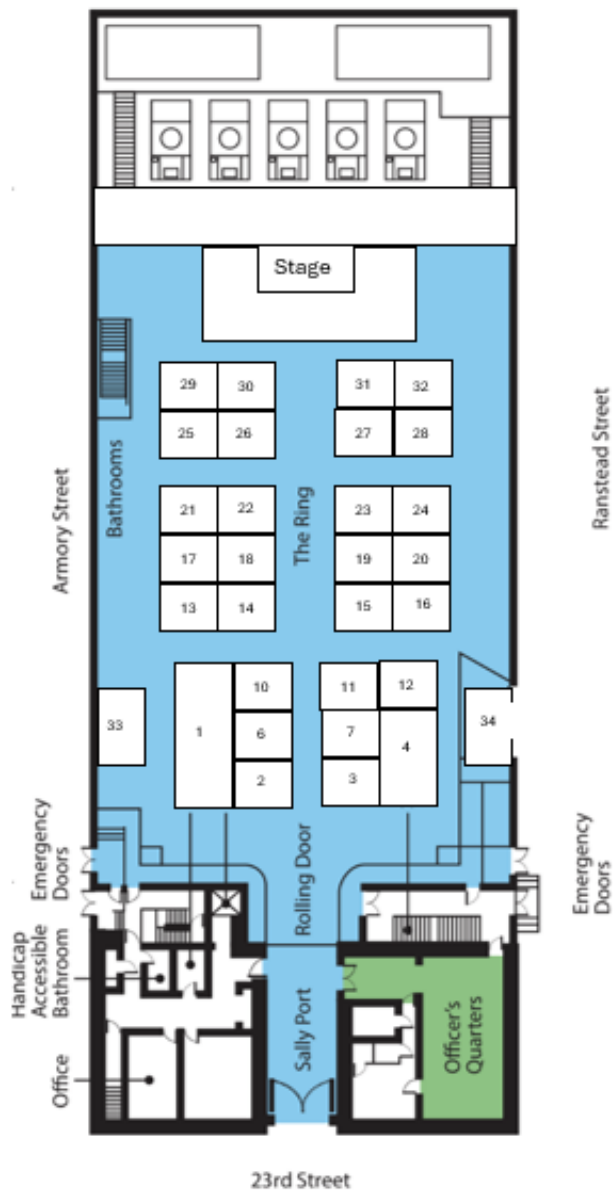 Stage
29 30 31 32
25 26 27 28
Bathrooms
The Ring
Armory Street
Ranstead Street
21 22 23 24
17 18 19 20
13 14 15 16
10 11 12
33 1 6 7 4 34
2 3
Emergency
Doors
Rolling Door
Emergency
Doors
Handicap
Accessible
Bathroom
Sally Port
Officer's
Quarters
Office
23rd Street